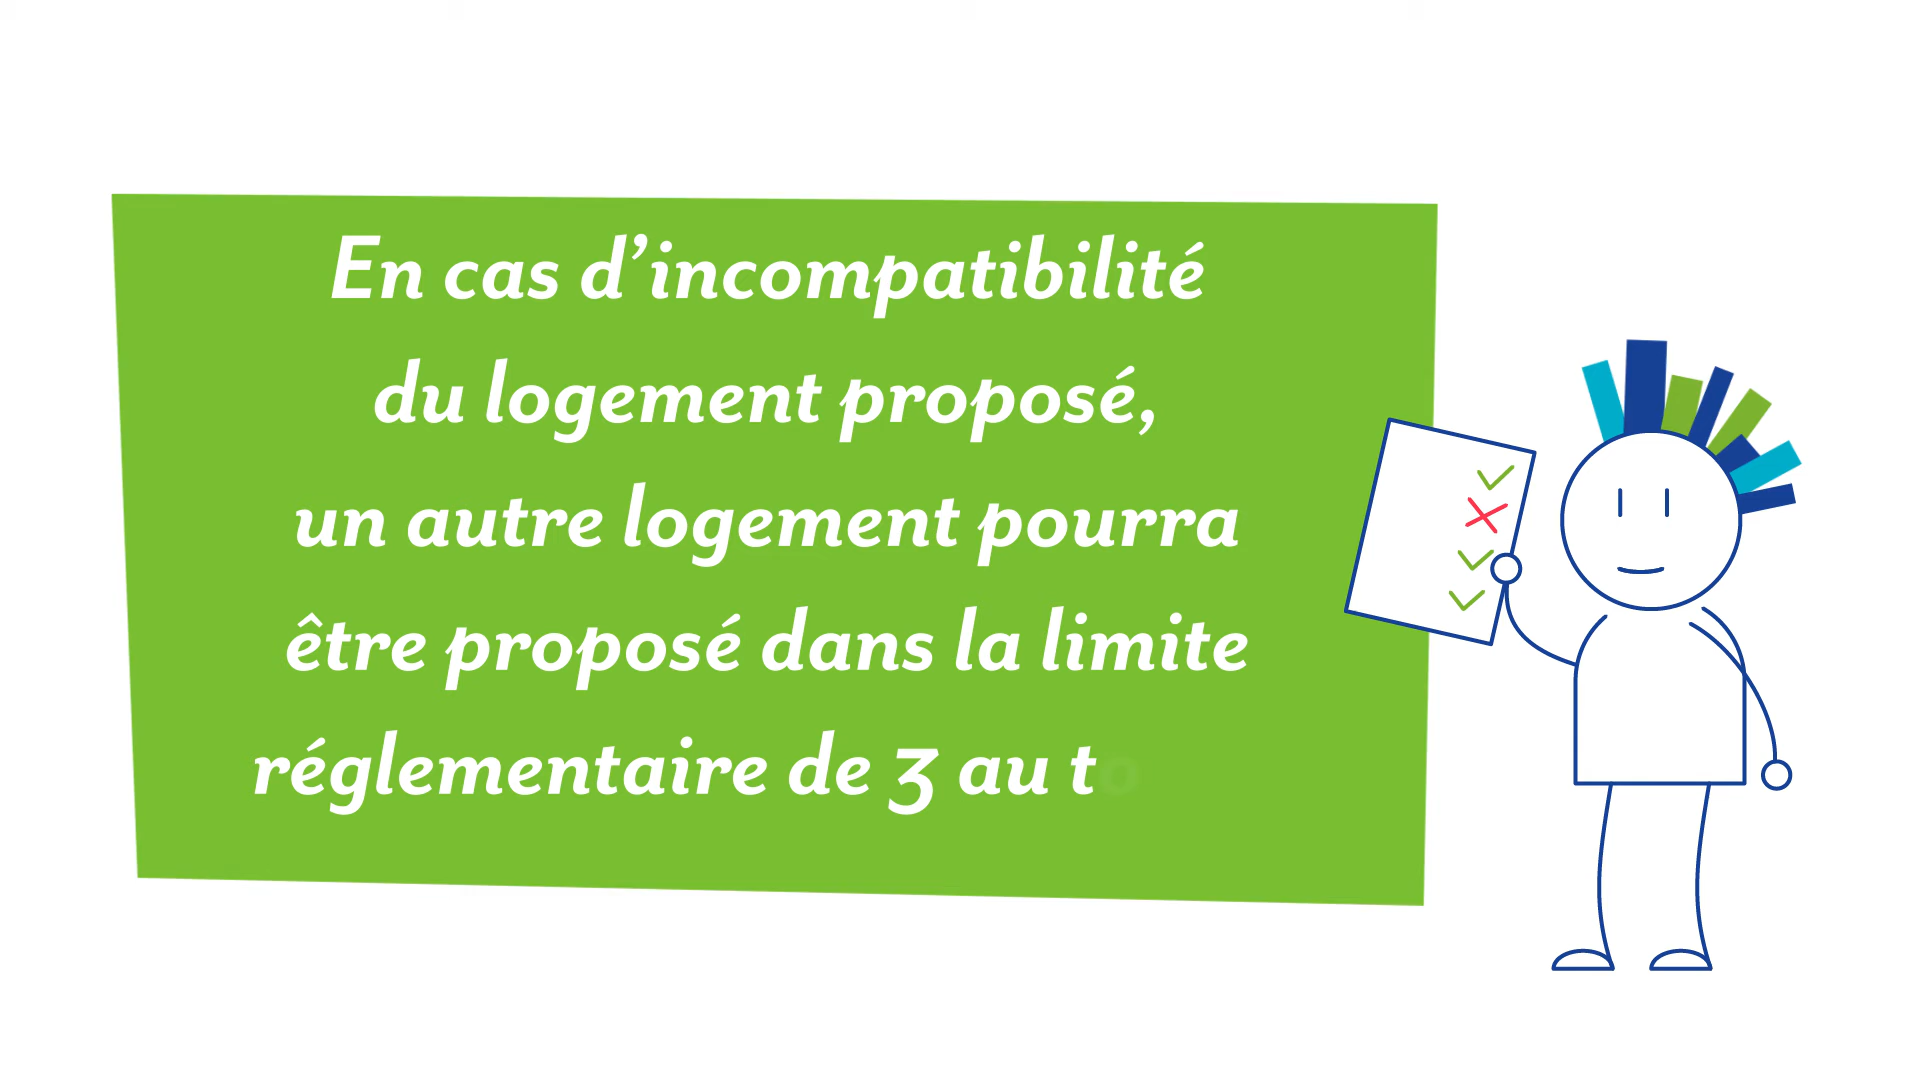 En cas d’incompatibilité
du logement proposé,
un autre logement pourra
être proposé dans la limite
réglementaire de 3 au